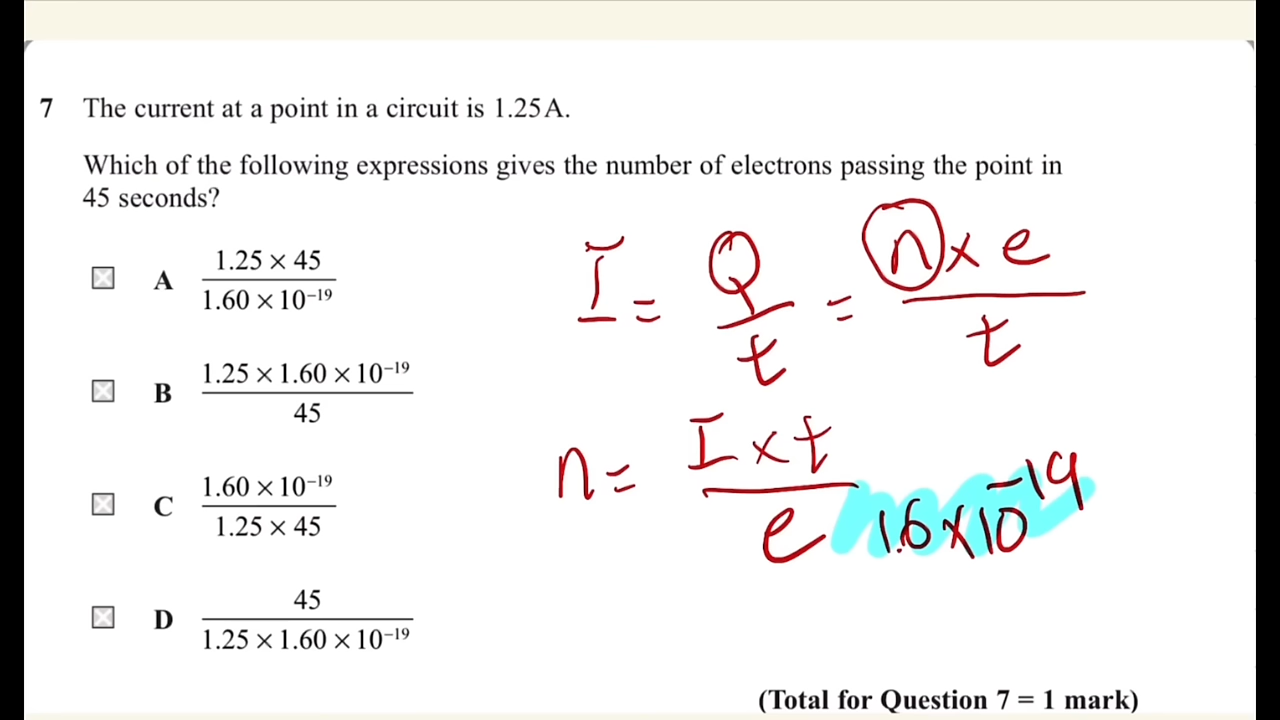 7 The current at a point in a circuit is 1.25 A.
Which of the following expressions gives the number of electrons passing the point in
45 seconds?
A (1.25 × 45) / (1.60 × 10⁻¹⁹)
B (1.25 × 1.60 × 10⁻¹⁹) / 45
C (1.60 × 10⁻¹⁹) / (1.25 × 45)
D 45 / (1.25 × 1.60 × 10⁻¹⁹)
I = Q / t = n × e / t
n = I × t / e 1.6 × 10⁻¹⁹
(Total for Question 7 = 1 mark)